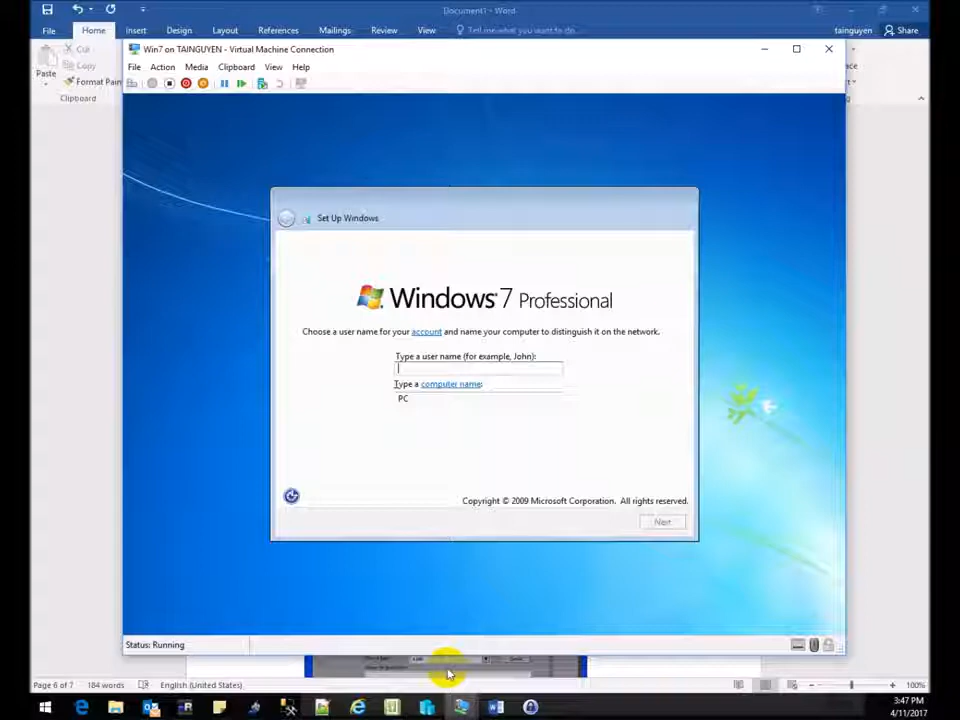 Document1 - Word
File Home Insert Design Layout References Mailings Review View Tell me what you want to do... tainguyen Share
Cut
Copy
Paste
Format Pain
Clipboard
Win7 on TAINGUYEN - Virtual Machine Connection
File Action Media Clipboard View Help
Set Up Windows
Windows 7 Professional
Choose a user name for your account and name your computer to distinguish it on the network.
Type a user name (for example, John):
Type a computer name:
PC
Copyright © 2009 Microsoft Corporation. All rights reserved.
Next
Status: Running
Page 6 of 7 184 words English (United States) 100%
3:47 PM
4/11/2017